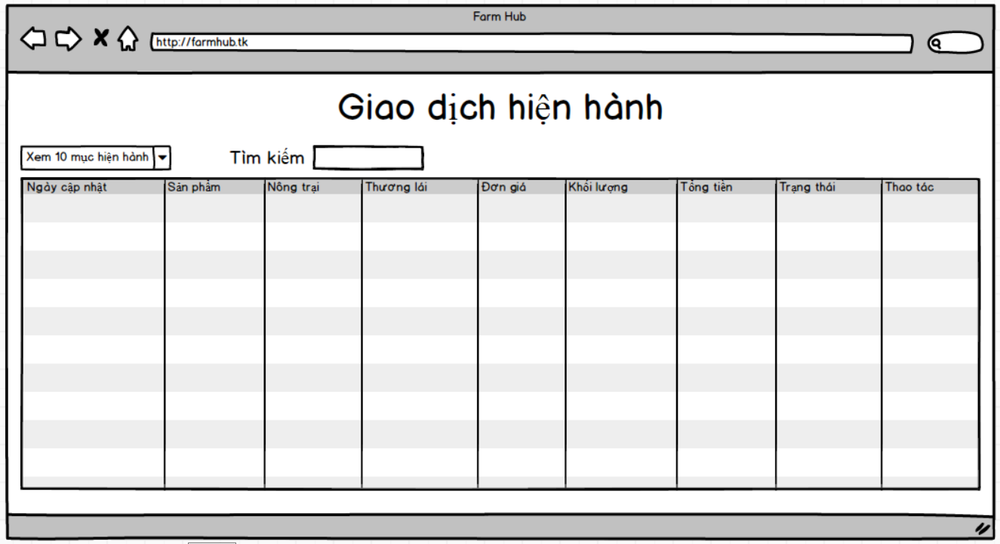 Farm Hub
http://farmhub.tk
Giao dịch hiện hành
Xem 10 mục hiện hành
Tìm kiếm
Ngày cập nhật Sản phẩm Nông trại Thương lái Đơn giá Khối lượng Tổng tiền Trạng thái Thao tác